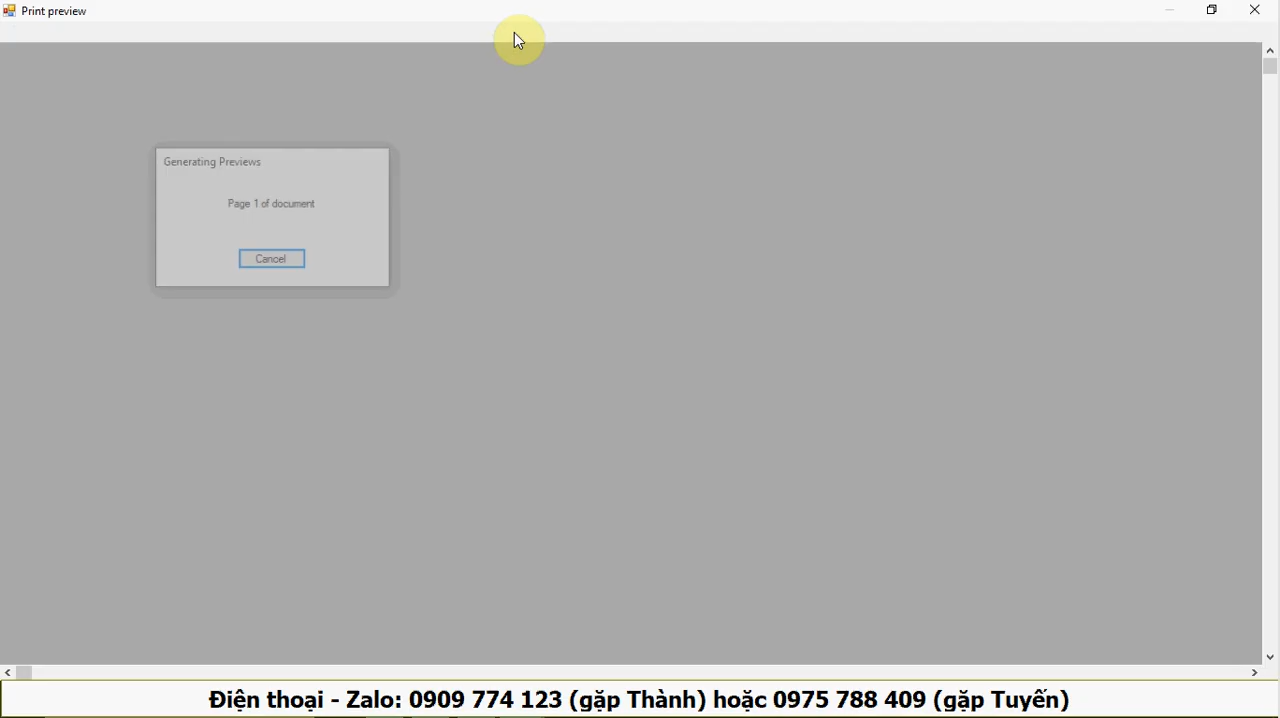 Print preview
Generating Previews
Page 1 of document
Cancel
Điện thoại - Zalo: 0909 774 123 (gặp Thành) hoặc 0975 788 409 (gặp Tuyến)